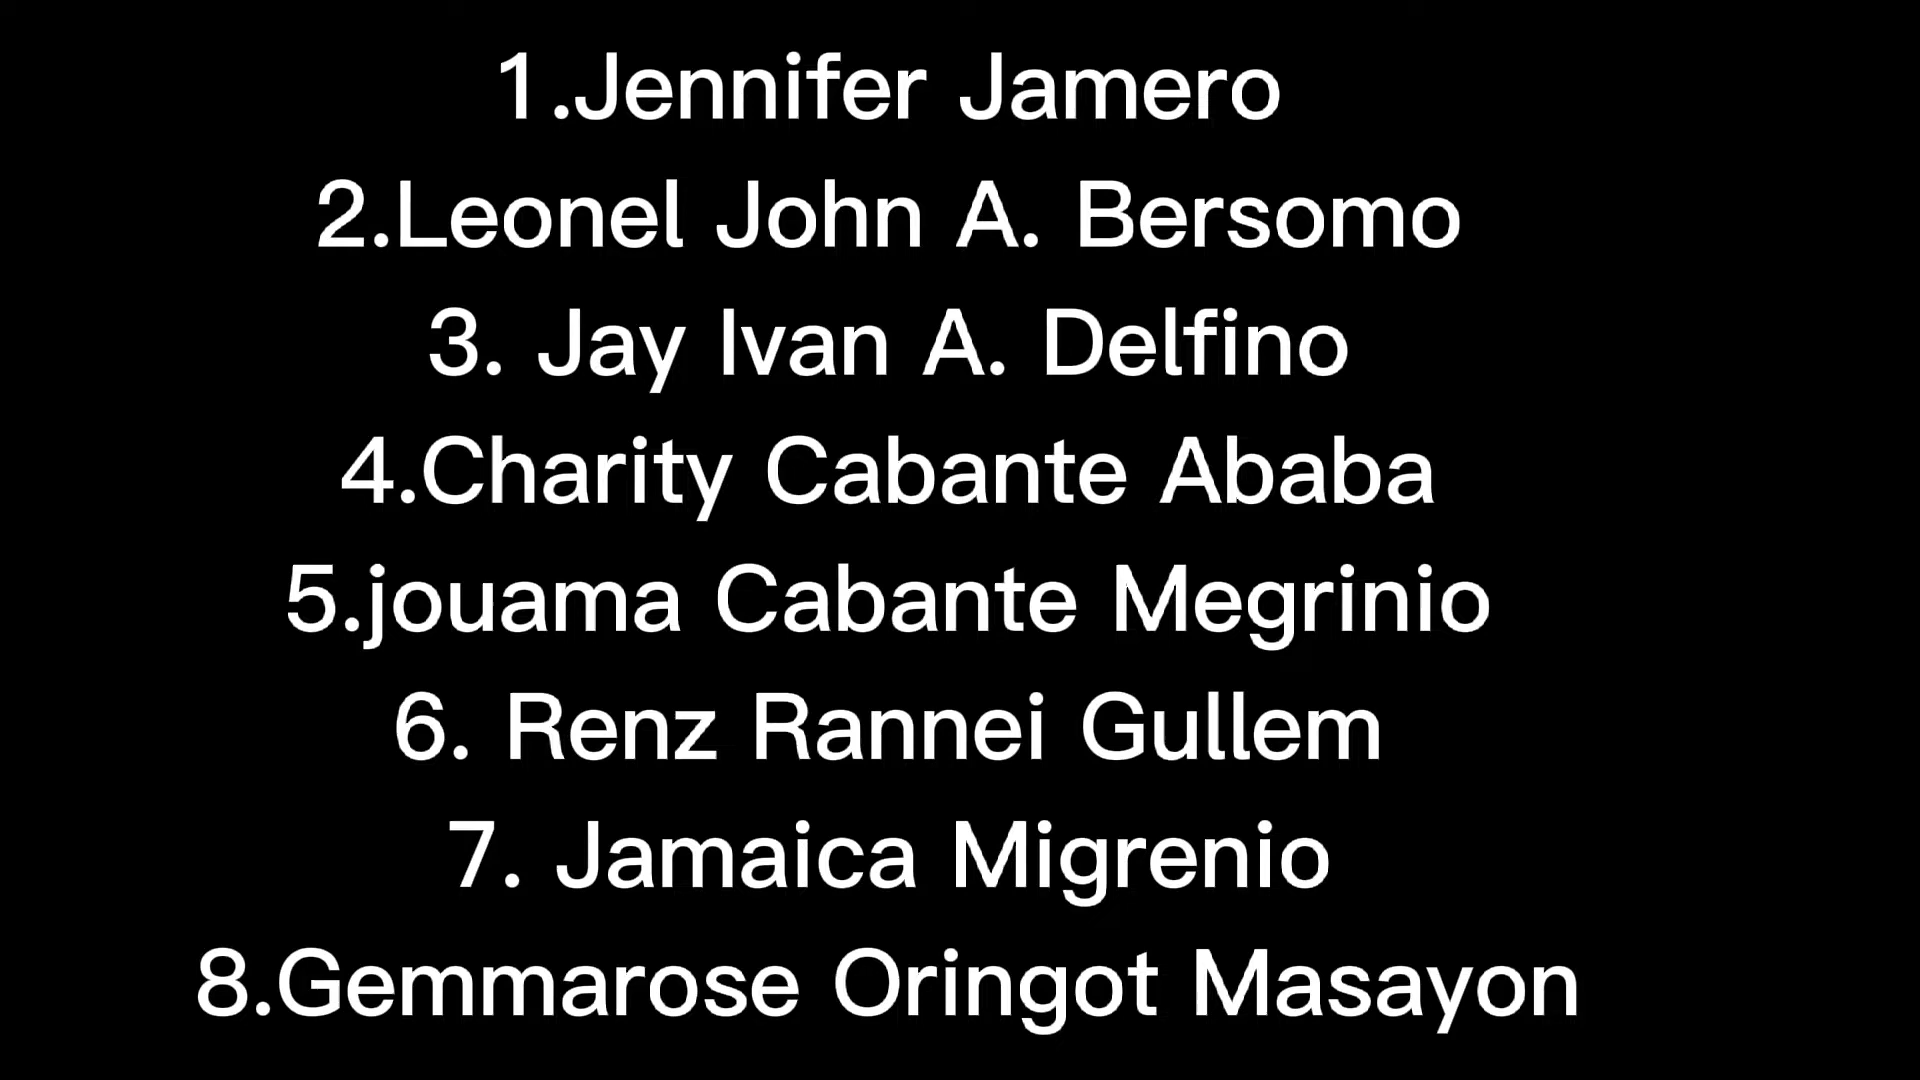 1.Jennifer Jamero
2.Leonel John A. Bersomo
3. Jay Ivan A. Delfino
4.Charity Cabante Ababa
5.jouama Cabante Megrinio
6. Renz Rannei Gullem
7. Jamaica Migrenio
8.Gemmarose Oringot Masayon